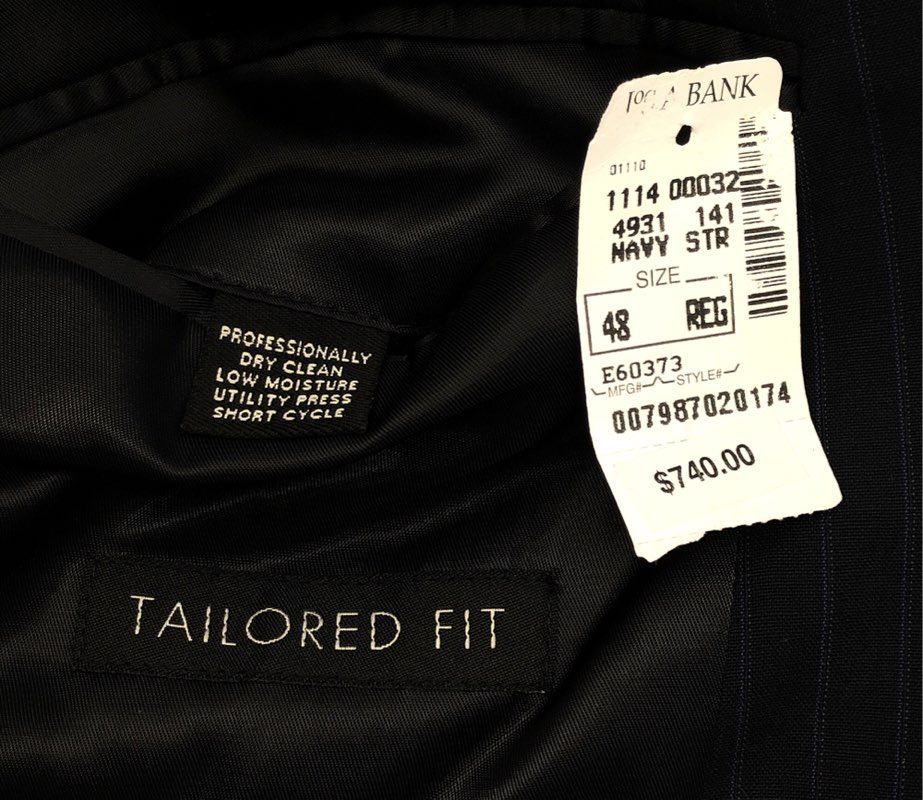 PROFESSIONALLY
DRY CLEAN
LOW MOISTURE
UTILITY PRESS
SHORT CYCLE
TAILORED FIT
JOS A BANK
01110
1114 00032
4931 141
NAVY STR
SIZE
48 REG
E60373
MFG# STYLE#
007987020174
$740.00